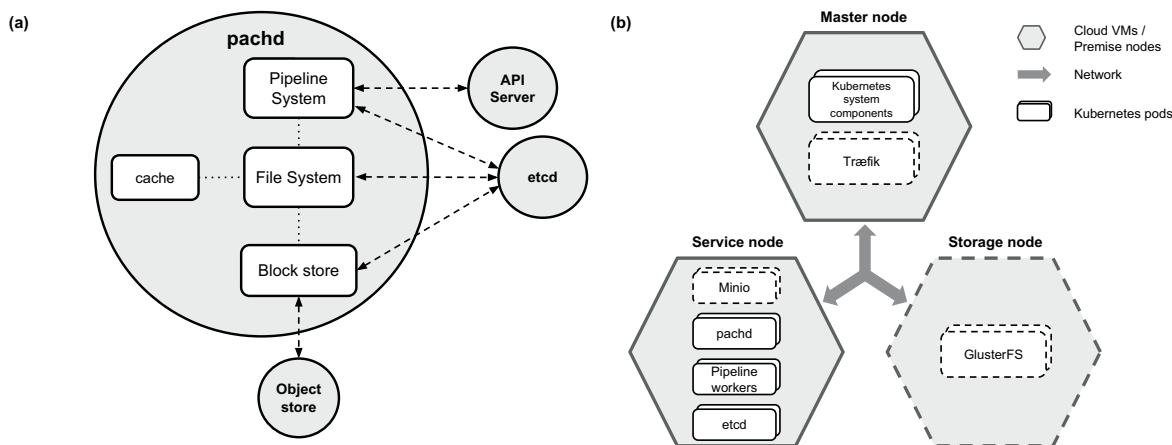 (a)
pachd
Pipeline
System
API
Server
cache
File System
etcd
Block store
Object
store
(b)
Master node
Kubernetes
system
components
Træfik
Cloud VMs /
Premise nodes
Network
Kubernetes pods
Service node
Minio
pachd
Pipeline
workers
etcd
Storage node
GlusterFS